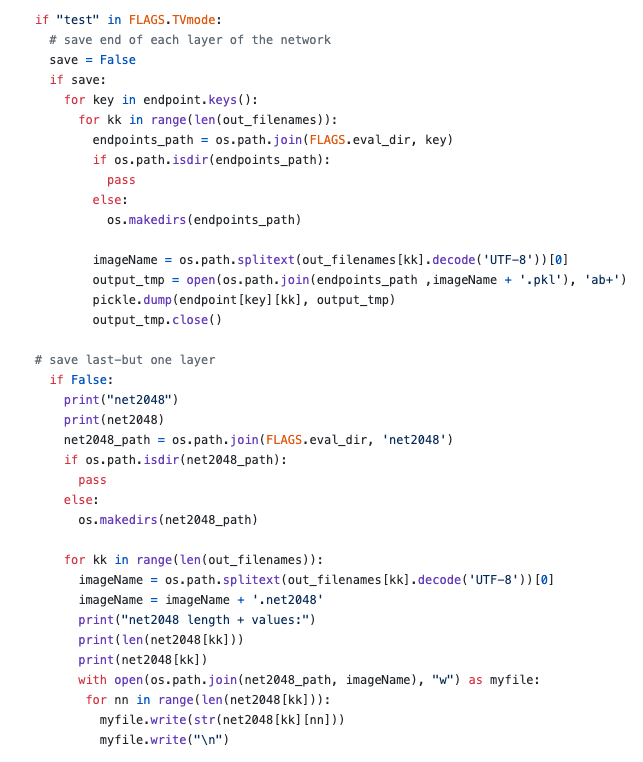 if "test" in FLAGS.TVmode:
  # save end of each layer of the network
  save = False
  if save:
    for key in endpoint.keys():
      for kk in range(len(out_filenames)):
        endpoints_path = os.path.join(FLAGS.eval_dir, key)
        if os.path.isdir(endpoints_path):
          pass
        else:
          os.makedirs(endpoints_path)

        imageName = os.path.splitext(out_filenames[kk].decode('UTF-8'))[0]
        output_tmp = open(os.path.join(endpoints_path ,imageName + '.pkl'), 'ab+')
        pickle.dump(endpoint[key][kk], output_tmp)
        output_tmp.close()

# save last-but one layer
  if False:
    print("net2048")
    print(net2048)
    net2048_path = os.path.join(FLAGS.eval_dir, 'net2048')
    if os.path.isdir(net2048_path):
      pass
    else:
      os.makedirs(net2048_path)

    for kk in range(len(out_filenames)):
      imageName = os.path.splitext(out_filenames[kk].decode('UTF-8'))[0]
      imageName = imageName + '.net2048'
      print("net2048 length + values:")
      print(len(net2048[kk]))
      print(net2048[kk])
      with open(os.path.join(net2048_path, imageName), "w") as myfile:
       for nn in range(len(net2048[kk])):
         myfile.write(str(net2048[kk][nn]))
         myfile.write("\n")